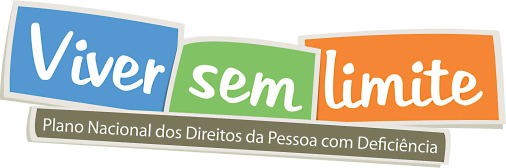 Viver sem limite
Plano Nacional dos Direitos da Pessoa com Deficiência